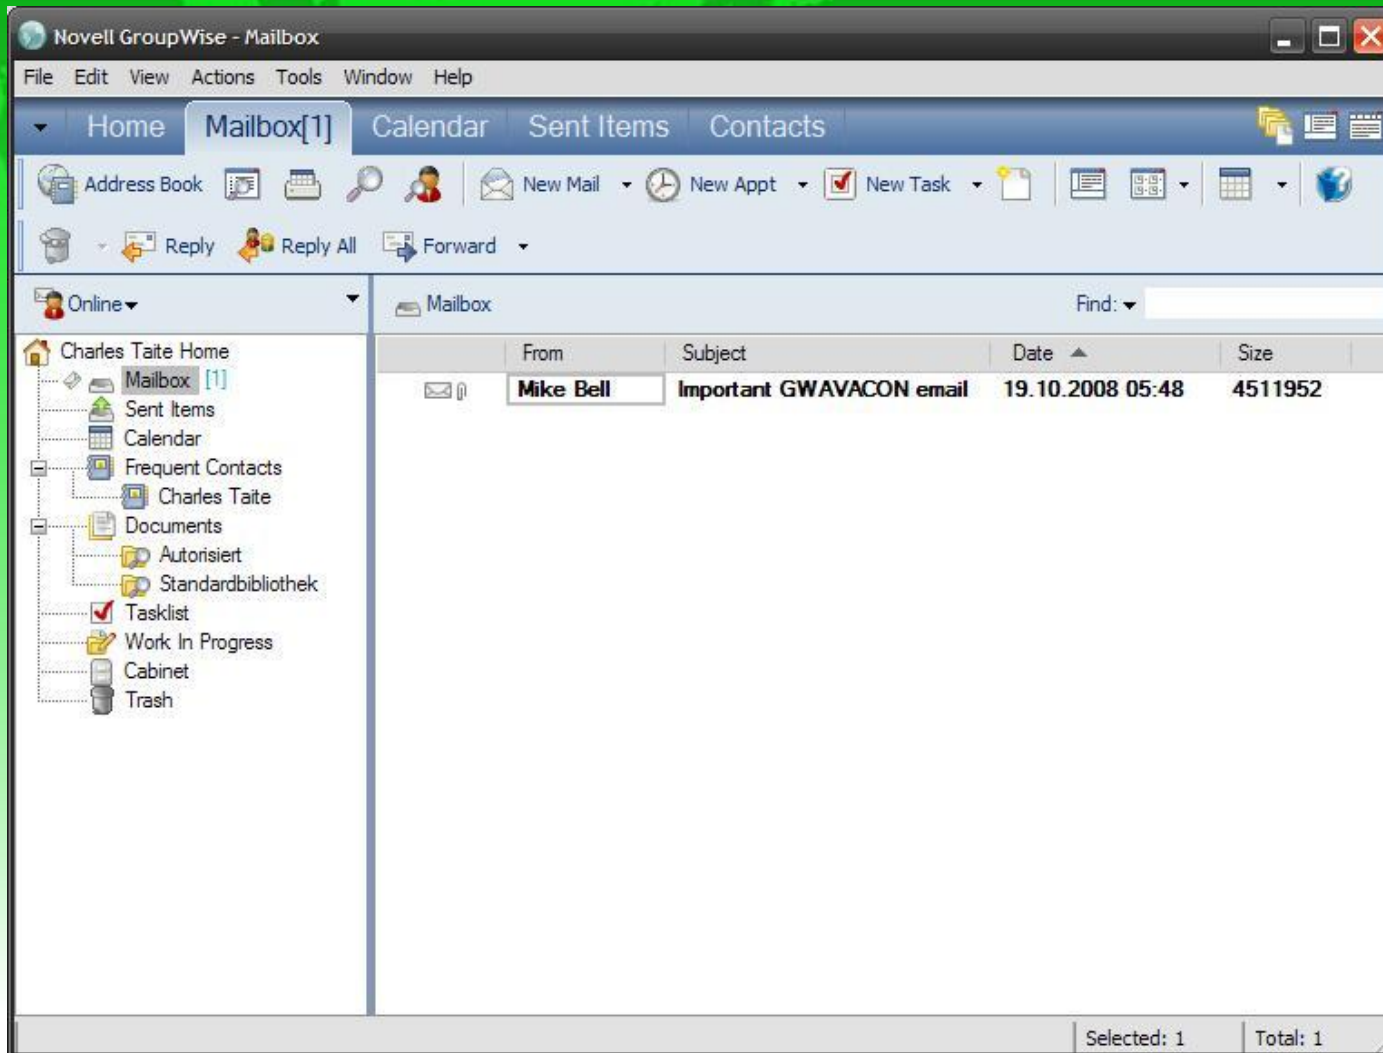 Novell GroupWise - Mailbox
File Edit View Actions Tools Window Help
Home Mailbox[1] Calendar Sent Items Contacts
Address Book New Mail New Appt New Task
Reply Reply All Forward
Online Mailbox Find:
Charles Taite Home
Mailbox [1]
Sent Items
Calendar
Frequent Contacts
Charles Taite
Documents
Autorisiert
Standardbibliothek
Tasklist
Work In Progress
Cabinet
Trash
From Subject Date Size
Mike Bell Important GWAVACON email 19.10.2008 05:48 4511952
Selected: 1 Total: 1